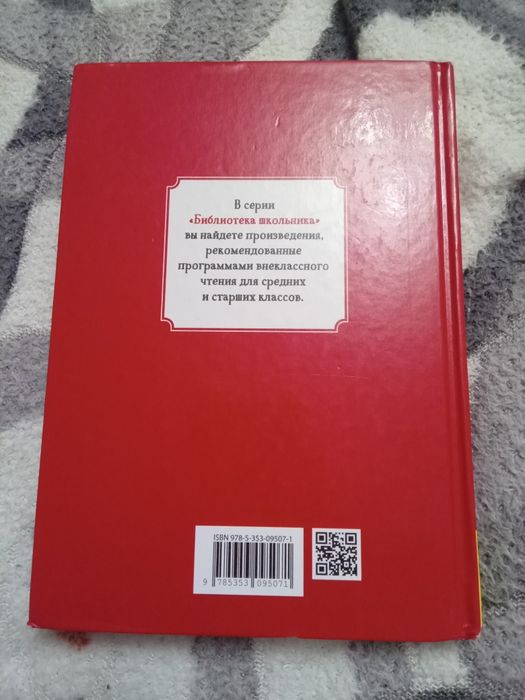 В серии
«Библиотека школьника»
вы найдете произведения,
рекомендованные
программами внеклассного
чтения для средних
и старших классов.
ISBN 978-5-353-09507-1
9 785353 095071